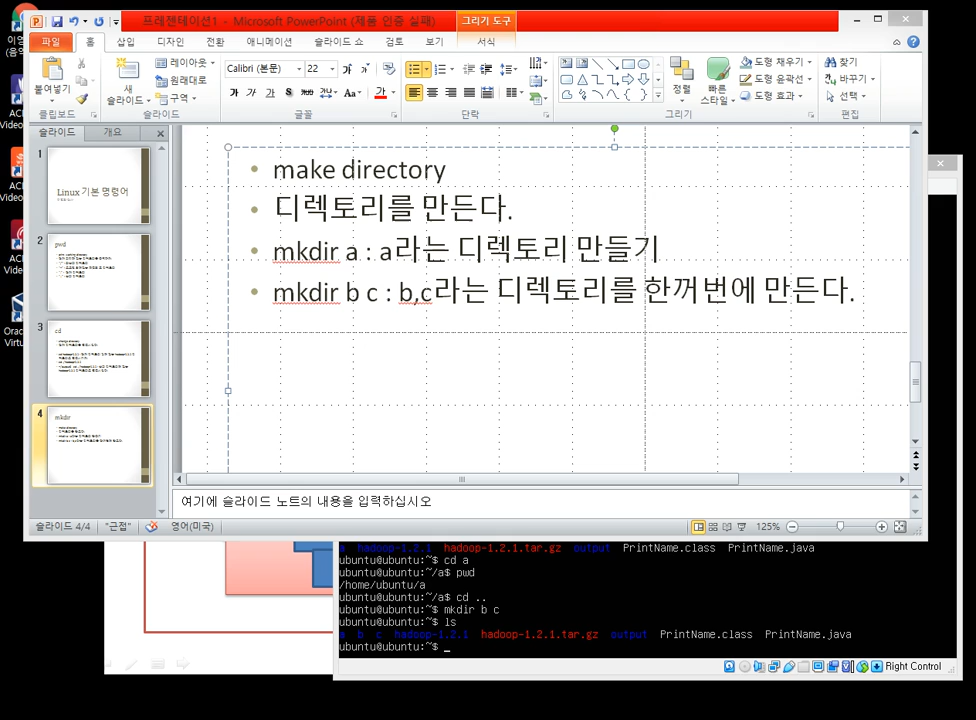 프레젠테이션1 - Microsoft PowerPoint (제품 인증 실패)
그리기 도구
파일 홈 삽입 디자인 전환 애니메이션 슬라이드 쇼 검토 보기 서식
붙여넣기
새 슬라이드
레이아웃
원래대로
구역
Calibri (본문) 22
정렬
빠른 스타일
도형 채우기
도형 윤곽선
도형 효과
찾기
바꾸기
선택
클립보드 슬라이드 글꼴 단락 그리기 편집
슬라이드 개요
1
Linux 기본 명령어
2
pwd
3
cd
4
mkdir
make directory
디렉토리를 만든다.
mkdir a : a라는 디렉토리 만들기
mkdir b c : b,c라는 디렉토리를 한꺼번에 만든다.
여기에 슬라이드 노트의 내용을 입력하십시오
슬라이드 4/4 "근접" 영어(미국) 125%
a hadoop-1.2.1 hadoop-1.2.1.tar.gz output PrintName.class PrintName.java
ubuntu@ubuntu:~$ cd a
ubuntu@ubuntu:~/a$ pwd
/home/ubuntu/a
ubuntu@ubuntu:~/a$ cd ..
ubuntu@ubuntu:~$ mkdir b c
ubuntu@ubuntu:~$ ls
a b c hadoop-1.2.1 hadoop-1.2.1.tar.gz output PrintName.class PrintName.java
ubuntu@ubuntu:~$ _
Right Control